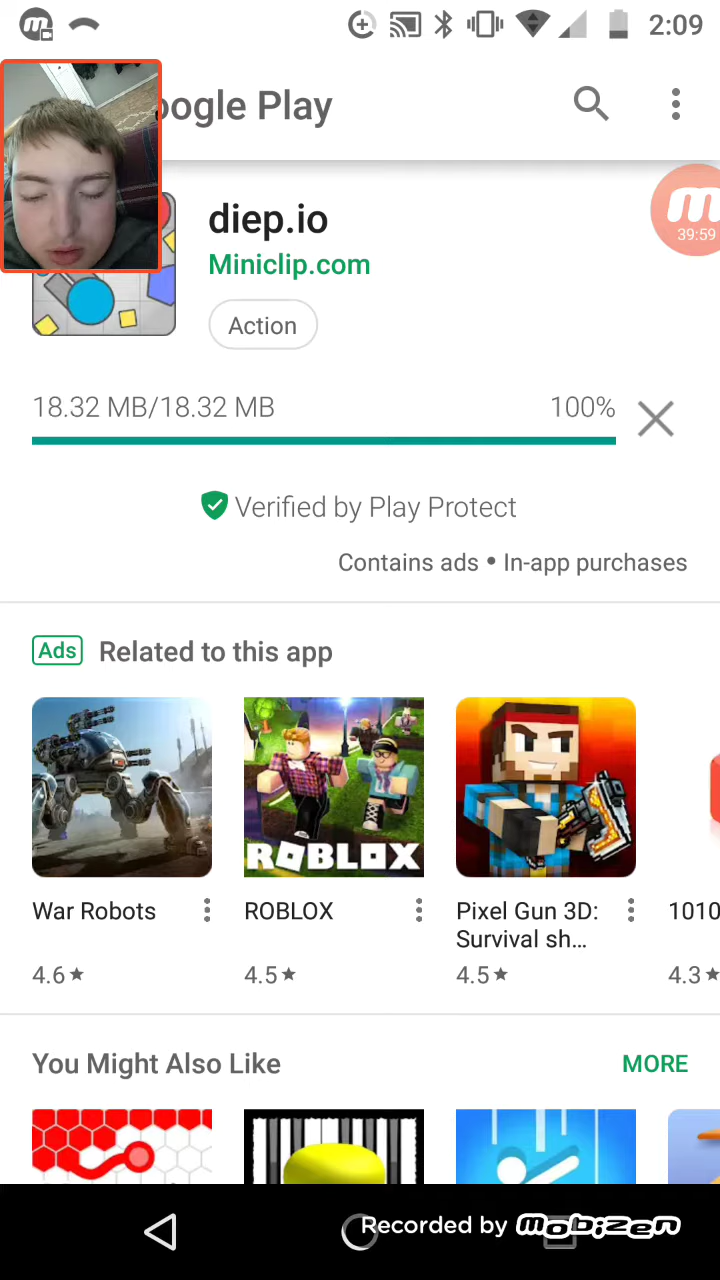 2:09
oogle Play
m
39:59
diep.io
Miniclip.com
Action
18.32 MB/18.32 MB
100%
Verified by Play Protect
Contains ads • In-app purchases
Ads
Related to this app
ROBLOX
War Robots
ROBLOX
Pixel Gun 3D:
Survival sh...
1010
4.6★
4.5★
4.5★
4.3★
You Might Also Like
MORE
Recorded by mobizen